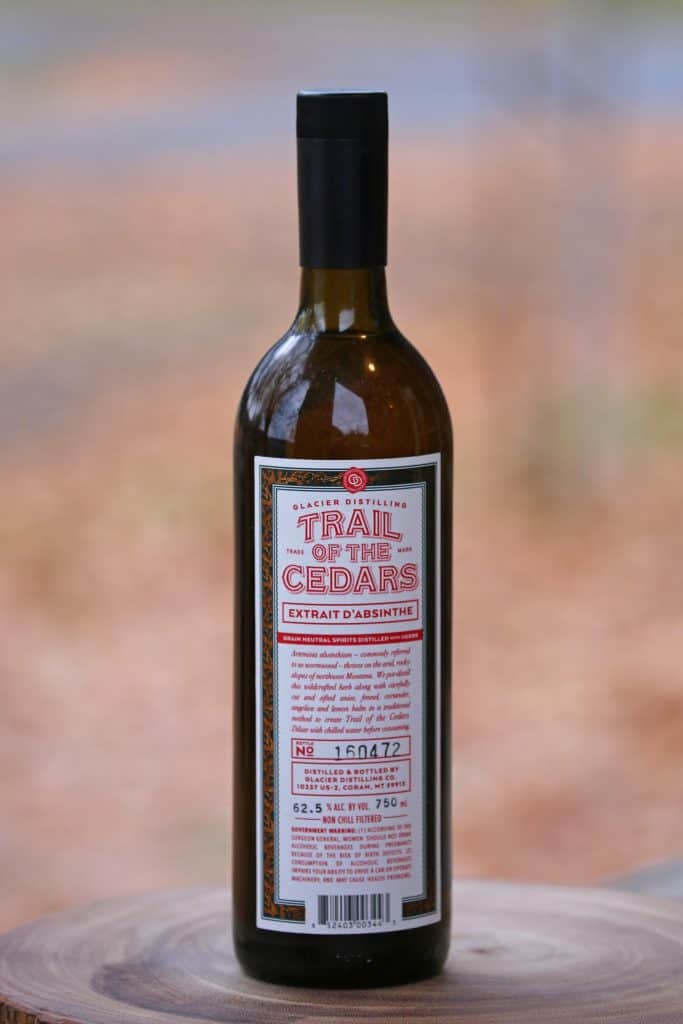 GD
GLACIER DISTILLING
TRAIL
TRADE OF THE MARK
CEDARS
EXTRAIT D'ABSINTHE
GRAIN NEUTRAL SPIRITS DISTILLED WITH HERBS
Artemisia absinthium – commonly referred
to as wormwood – thrives on the arid, rocky
slopes of northwest Montana. We pot-distill
this wildcrafted herb along with carefully
cut and sifted anise, fennel, coriander,
angelica and lemon balm in a traditional
method to create Trail of the Cedars.
Dilute with chilled water before consuming.
BOTTLE
No 160472
DISTILLED & BOTTLED BY
GLACIER DISTILLING CO.
10237 US-2, CORAM, MT 59913
62.5 % ALC. BY VOL. 750 ml
NON CHILL FILTERED
GOVERNMENT WARNING: (1) ACCORDING TO THE
SURGEON GENERAL, WOMEN SHOULD NOT DRINK
ALCOHOLIC BEVERAGES DURING PREGNANCY
BECAUSE OF THE RISK OF BIRTH DEFECTS. (2)
CONSUMPTION OF ALCOHOLIC BEVERAGES
IMPAIRS YOUR ABILITY TO DRIVE A CAR OR OPERATE
MACHINERY, AND MAY CAUSE HEALTH PROBLEMS.
8 52403 00344 3